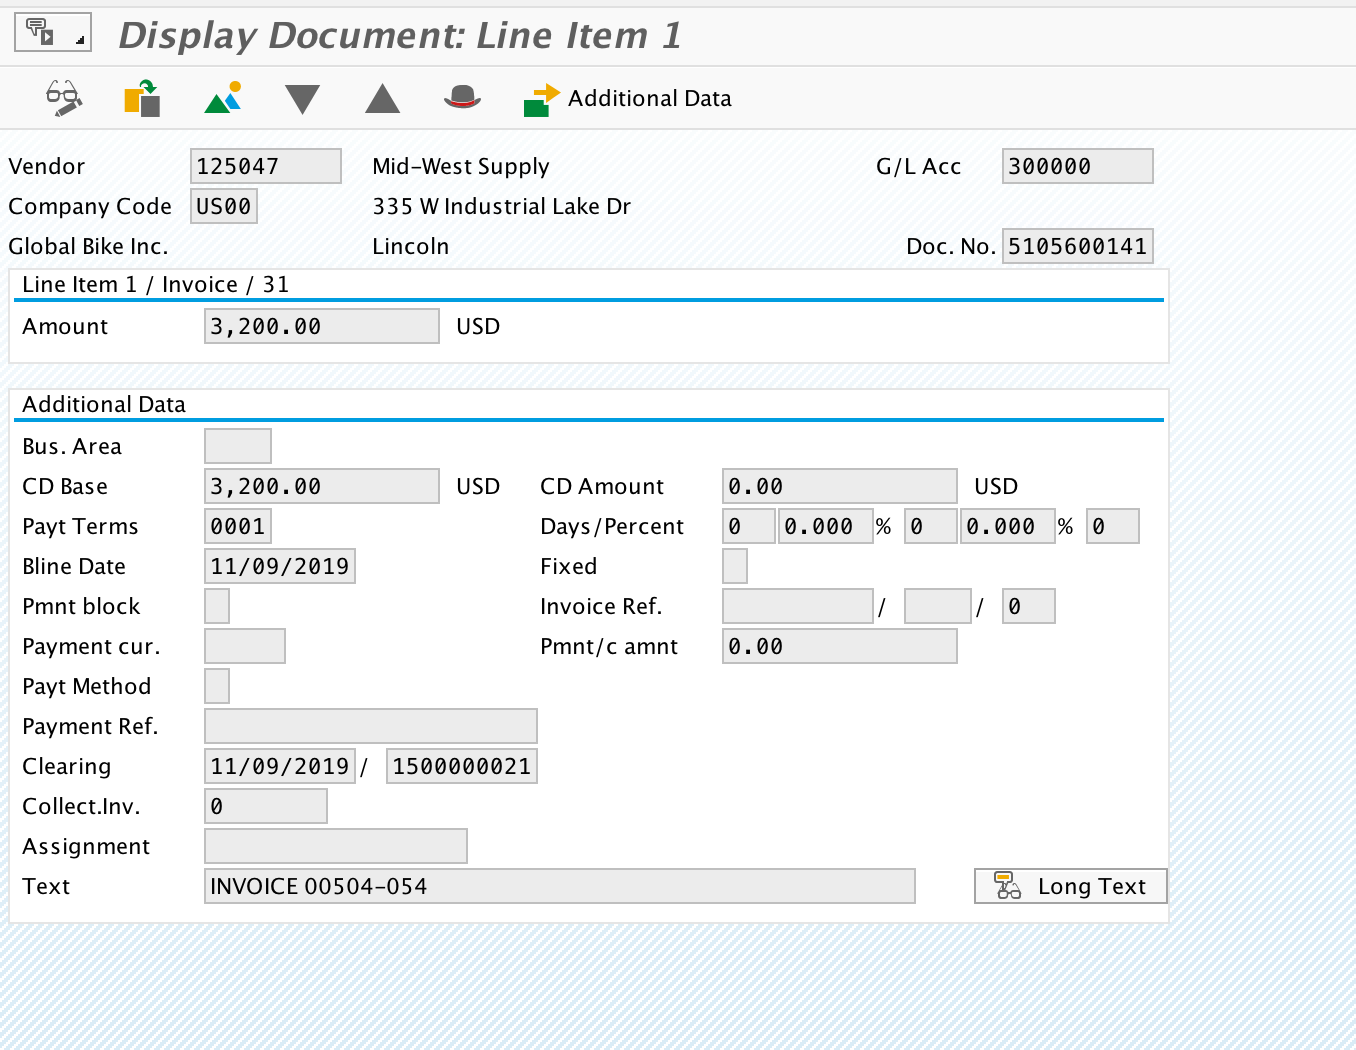 Display Document: Line Item 1
Additional Data
Vendor 125047 Mid-West Supply G/L Acc 300000
Company Code US00 335 W Industrial Lake Dr
Global Bike Inc. Lincoln Doc. No. 5105600141
Line Item 1 / Invoice / 31
Amount 3,200.00 USD
Additional Data
Bus. Area
CD Base 3,200.00 USD CD Amount 0.00 USD
Payt Terms 0001 Days/Percent 0 0.000 % 0 0.000 % 0
Bline Date 11/09/2019 Fixed
Pmnt block Invoice Ref. / / 0
Payment cur. Pmnt/c amnt 0.00
Payt Method
Payment Ref.
Clearing 11/09/2019 / 1500000021
Collect.Inv. 0
Assignment
Text INVOICE 00504-054 Long Text